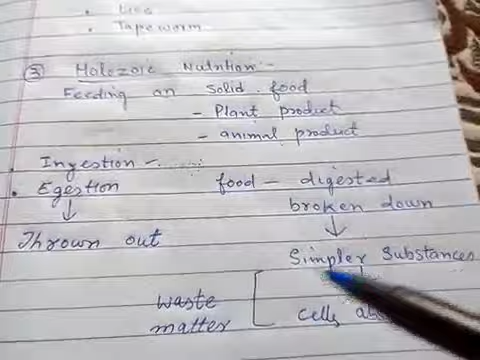 • Lice
• Tapeworm
③ Holozoic Nutrition:-
Feeding on solid food
- Plant product
- animal product
• Ingestion -......
• Egestion food - digested
↓ broken down
Thrown out ↓
Simpler Substances
waste
matter cells